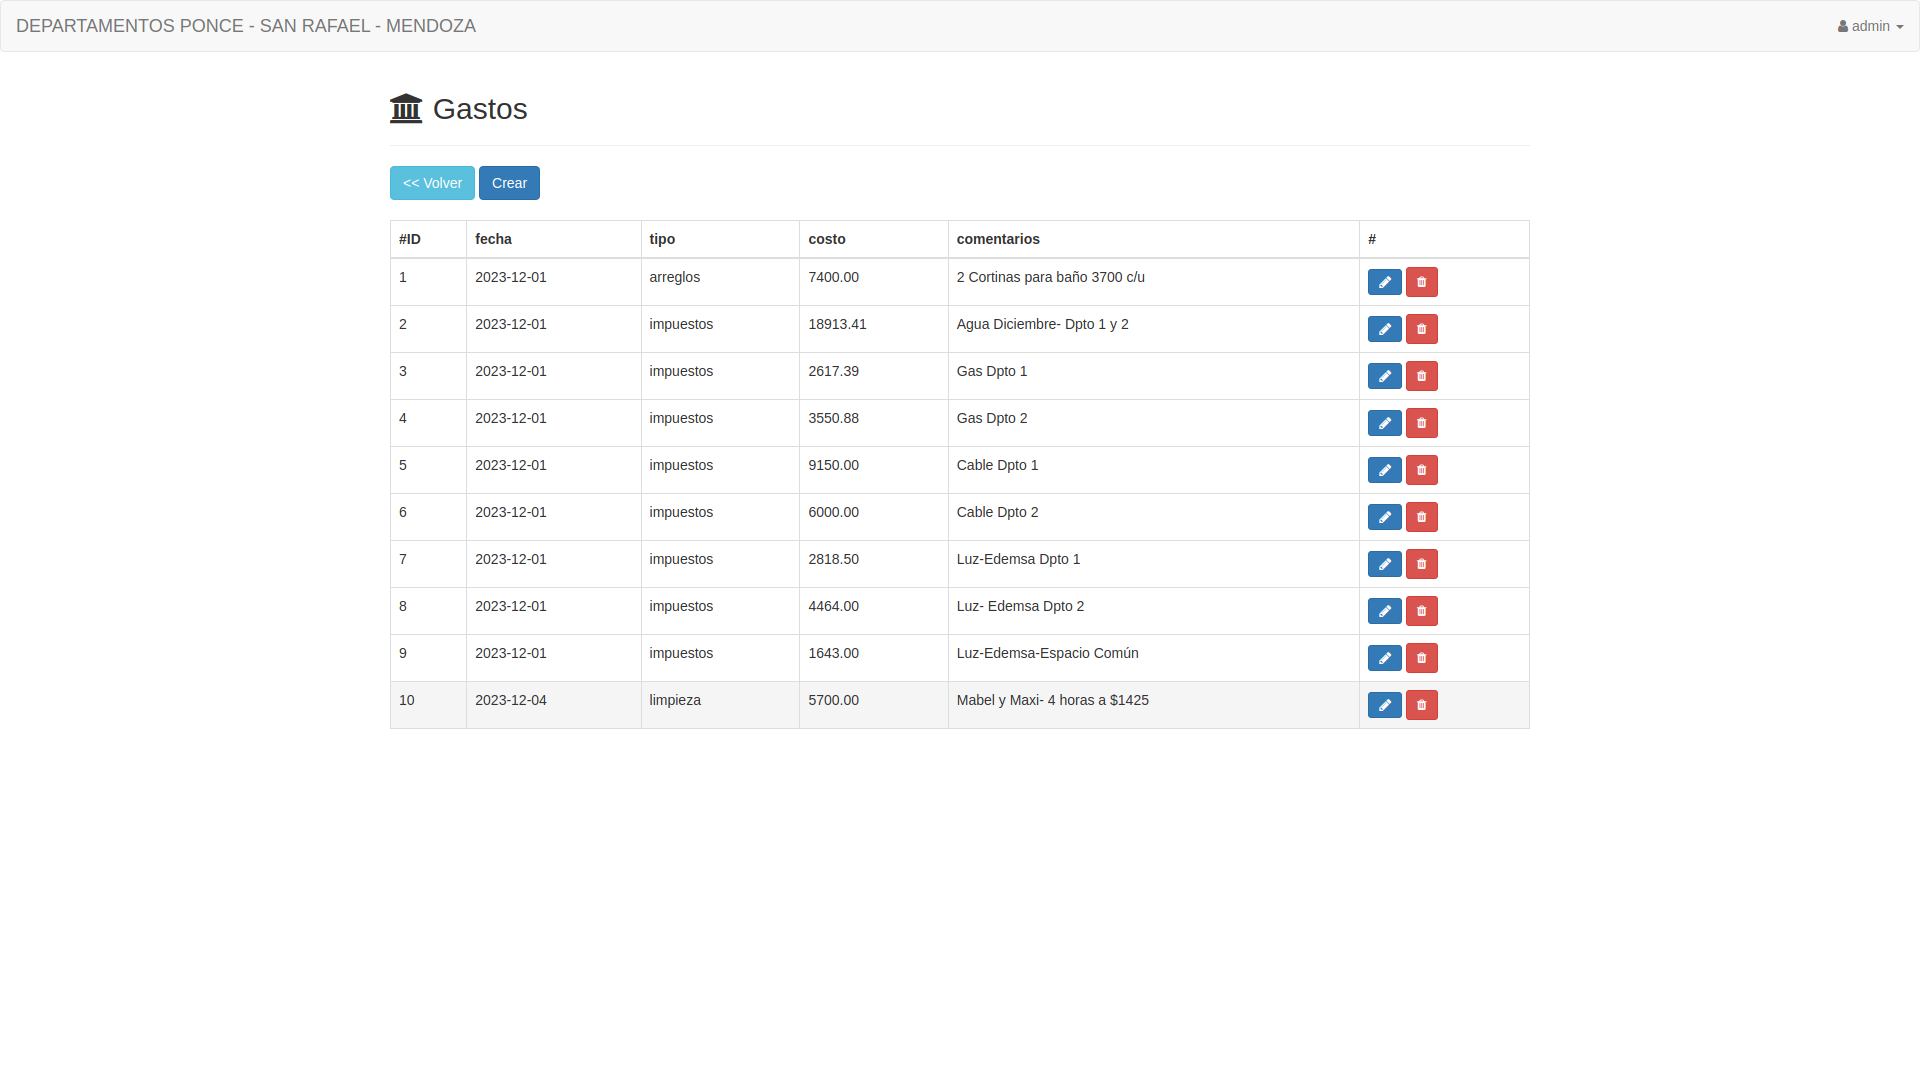 DEPARTAMENTOS PONCE - SAN RAFAEL - MENDOZA admin
Gastos
<< Volver Crear
#ID fecha tipo costo comentarios #
1 2023-12-01 arreglos 7400.00 2 Cortinas para baño 3700 c/u
2 2023-12-01 impuestos 18913.41 Agua Diciembre- Dpto 1 y 2
3 2023-12-01 impuestos 2617.39 Gas Dpto 1
4 2023-12-01 impuestos 3550.88 Gas Dpto 2
5 2023-12-01 impuestos 9150.00 Cable Dpto 1
6 2023-12-01 impuestos 6000.00 Cable Dpto 2
7 2023-12-01 impuestos 2818.50 Luz-Edemsa Dpto 1
8 2023-12-01 impuestos 4464.00 Luz- Edemsa Dpto 2
9 2023-12-01 impuestos 1643.00 Luz-Edemsa-Espacio Común
10 2023-12-04 limpieza 5700.00 Mabel y Maxi- 4 horas a $1425